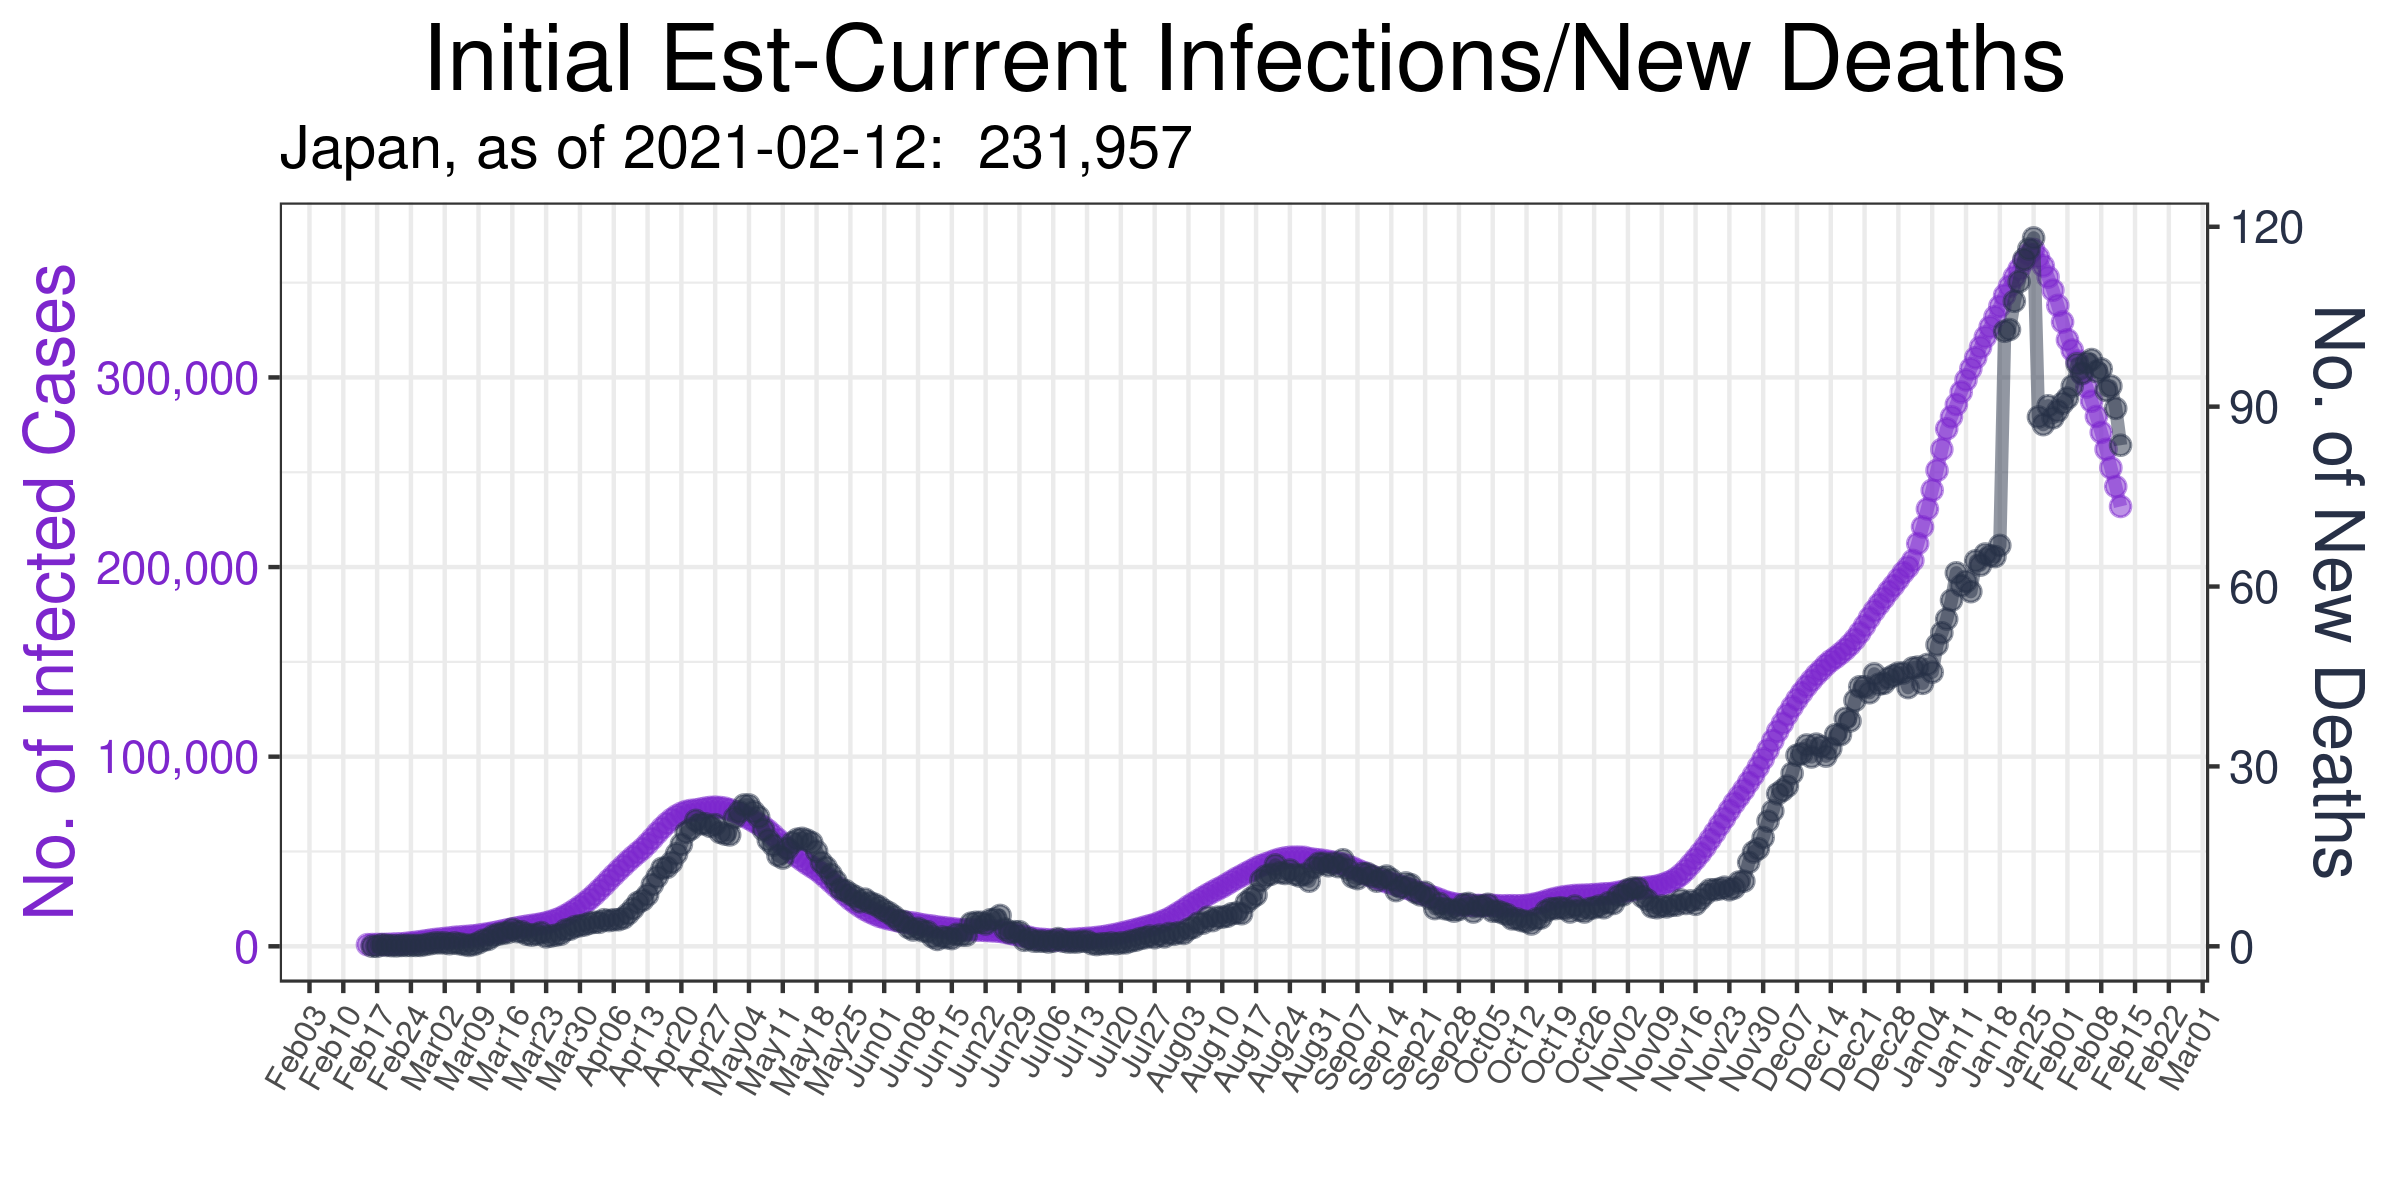 Initial Est-Current Infections/New Deaths
Japan, as of 2021-02-12: 231,957
No. of Infected Cases
300,000
200,000
100,000
0
120
90
60
30
0
No. of New Deaths
Feb03
Feb10
Feb17
Feb24
Mar02
Mar09
Mar16
Mar23
Mar30
Apr06
Apr13
Apr20
Apr27
May04
May11
May18
May25
Jun01
Jun08
Jun15
Jun22
Jun29
Jul06
Jul13
Jul20
Jul27
Aug03
Aug10
Aug17
Aug24
Aug31
Sep07
Sep14
Sep21
Sep28
Oct05
Oct12
Oct19
Oct26
Nov02
Nov09
Nov16
Nov23
Nov30
Dec07
Dec14
Dec21
Dec28
Jan04
Jan11
Jan18
Jan25
Feb01
Feb08
Feb15
Feb22
Mar01